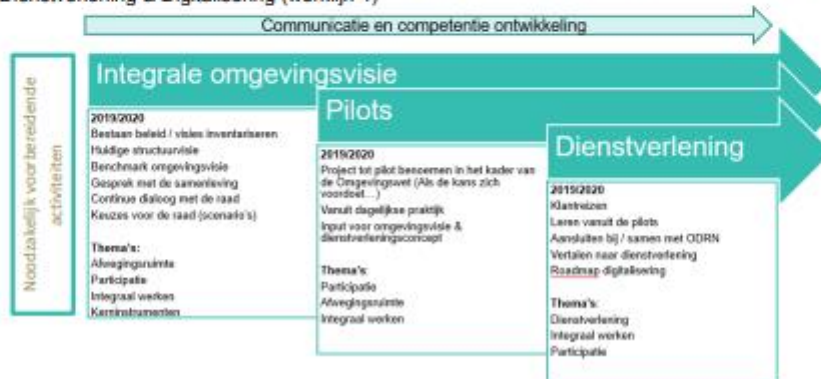 Dienstverlening & Digitalisering (werklijn 4)
Communicatie en competentie ontwikkeling
Noodzakelijk voorbereidende
activiteiten
Integrale omgevingsvisie
2019/2020
Bestaan beleid / visies inventariseren
Huidige structuurvisie
Benchmark omgevingsvisie
Gesprek met de samenleving
Continue dialoog met de raad
Keuzes voor de raad (scenario's)
Thema's:
Afwegingsruimte
Participatie
Integraal werken
Kerninstrumenten
Pilots
2019/2020
Project tot pilot benoemen in het kader van
de Omgevingswet (Als de kans zich
voordoet...)
Vanuit dagelijkse praktijk
Input voor omgevingsvisie &
dienstverleningsconcept
Thema's:
Participatie
Afwegingsruimte
Integraal werken
Dienstverlening
2019/2020
Klantreizen
Leren vanuit de pilots
Aansluiten bij / samen met ODRN
Vertalen naar dienstverlening
Roadmap digitalisering
Thema's:
Dienstverlening
Integraal werken
Participatie